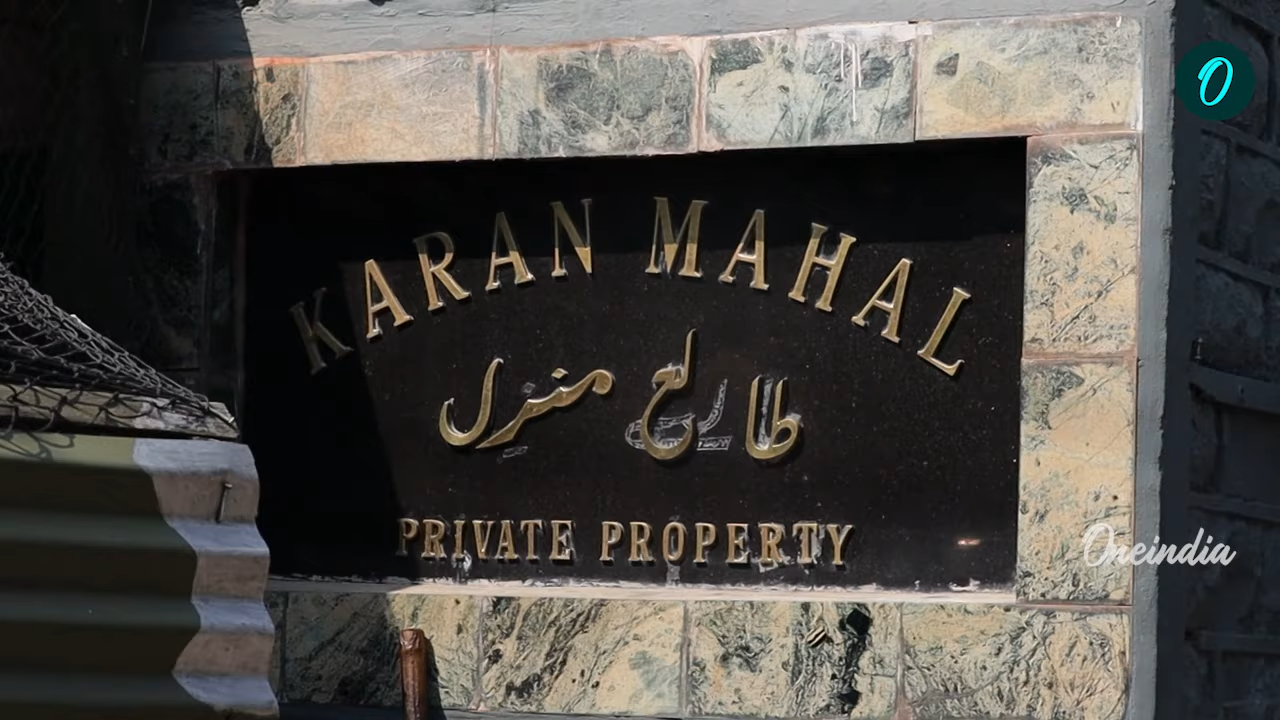 KARAN MAHAL
طالع منزل
PRIVATE PROPERTY
O
Oneindia